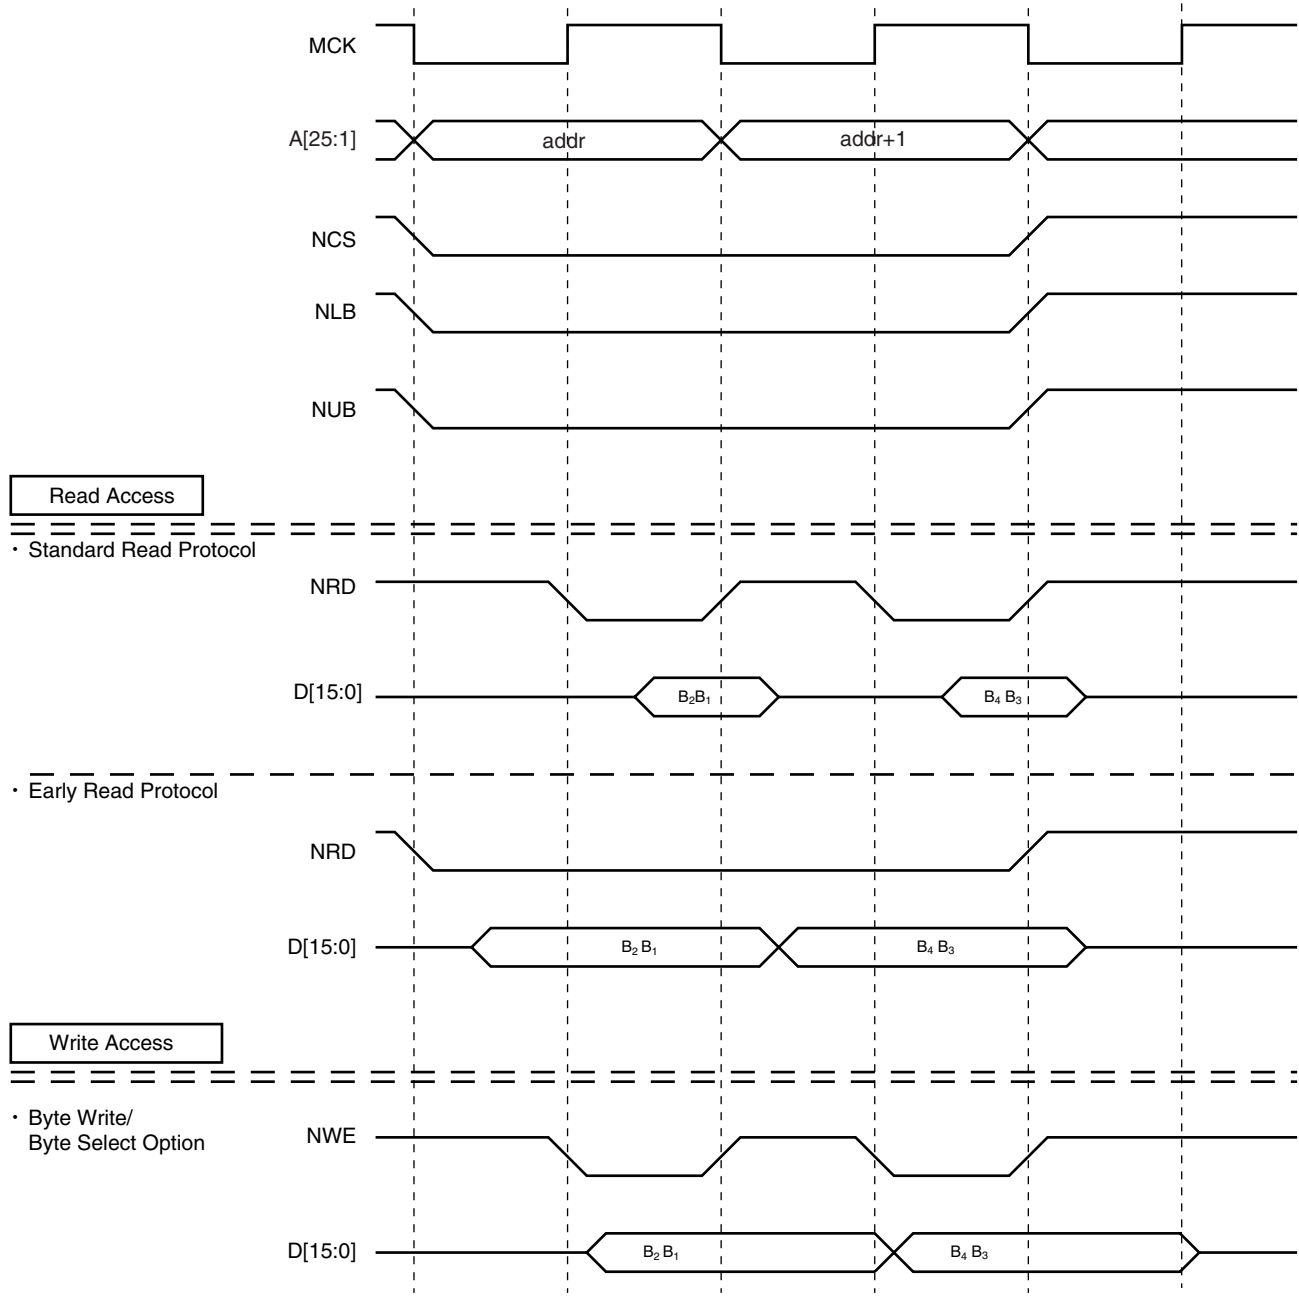 MCK
A[25:1] addr addr+1
NCS
NLB
NUB
Read Access
· Standard Read Protocol
NRD
D[15:0] B₂B₁ B₄ B₃
· Early Read Protocol
NRD
D[15:0] B₂ B₁ B₄ B₃
Write Access
· Byte Write/
Byte Select Option
NWE
D[15:0] B₂ B₁ B₄ B₃